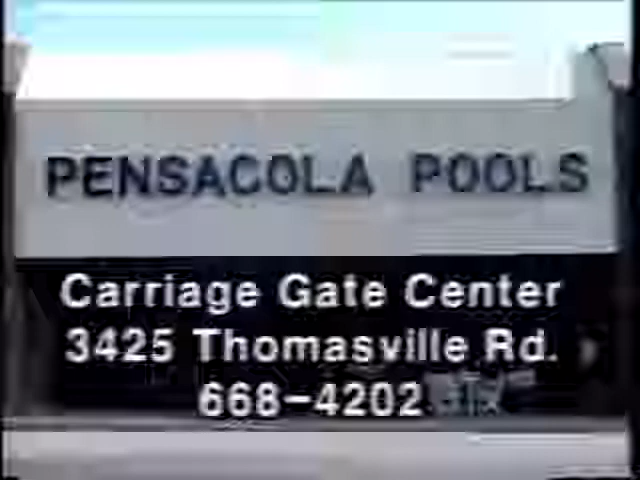 PENSACOLA POOLS
Carriage Gate Center
3425 Thomasville Rd.
668-4202